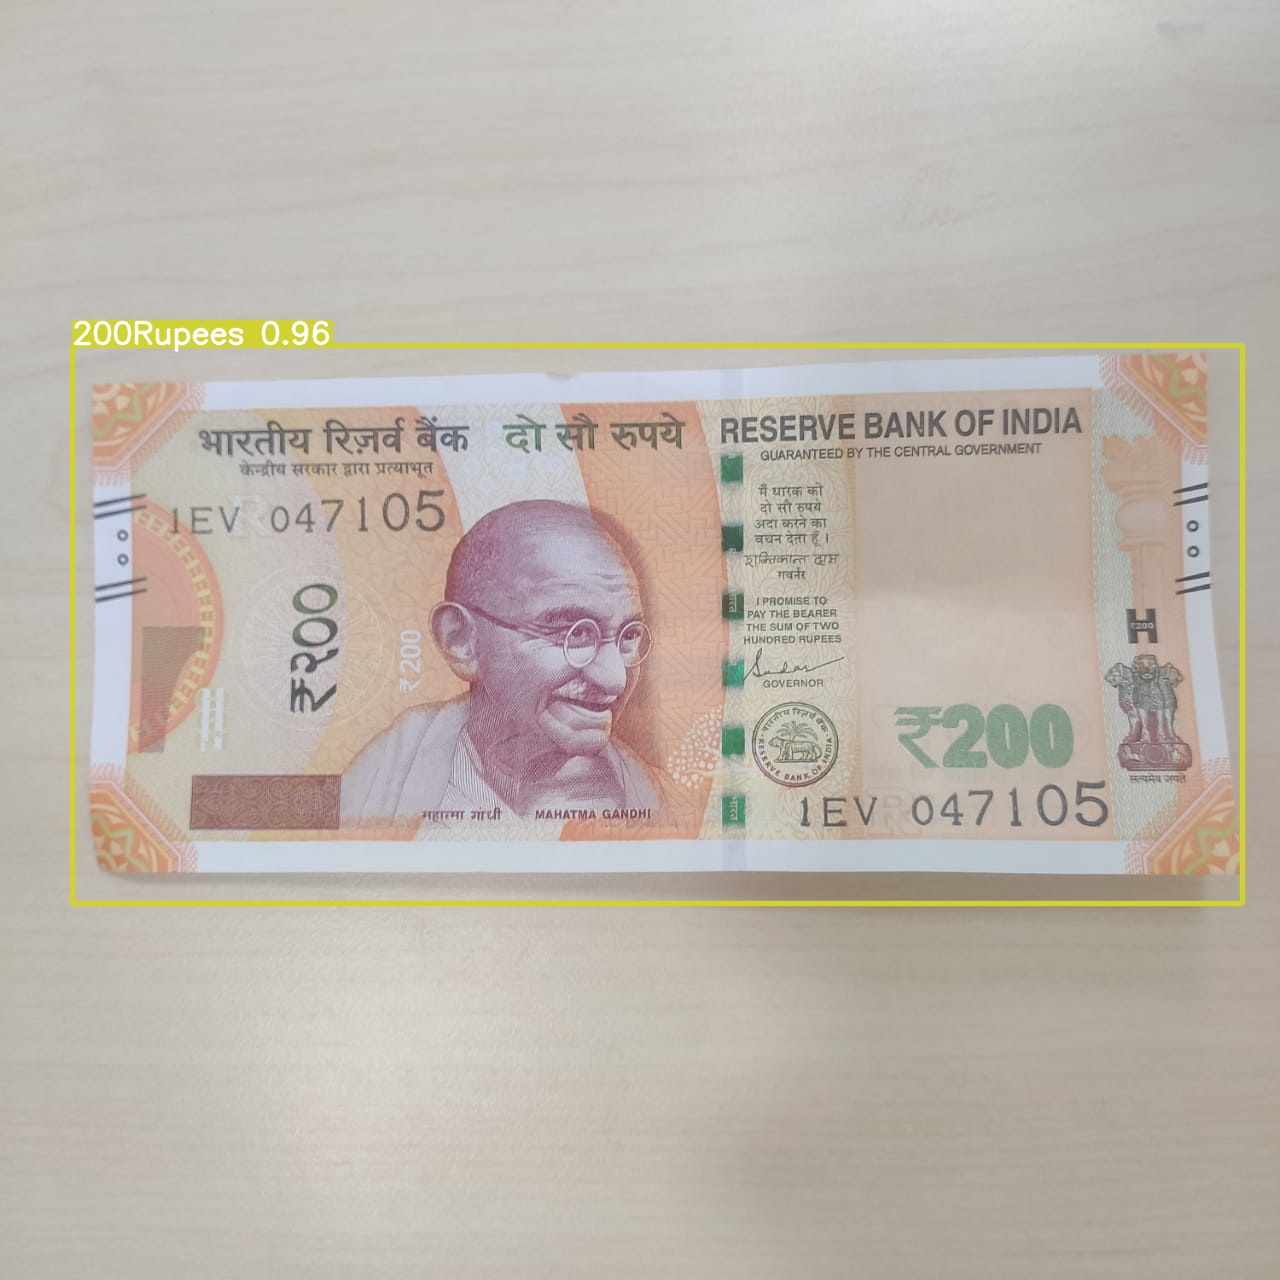 200Rupees 0.96
भारतीय रिज़र्व बैंक दो सौ रुपये
केन्द्रीय सरकार द्वारा प्रत्याभूत
1EV 047105
₹२००
₹200
महात्मा गांधी MAHATMA GANDHI
RESERVE BANK OF INDIA
GUARANTEED BY THE CENTRAL GOVERNMENT
मैं धारक को
दो सौ रुपये
अदा करने का
वचन देता हूँ ।
शक्तिकान्त दास
गवर्नर
I PROMISE TO
PAY THE BEARER
THE SUM OF TWO
HUNDRED RUPEES
GOVERNOR
भारतीय रिज़र्व बैंक
RESERVE BANK OF INDIA
H
₹200
₹200
सत्यमेव जयते
1EV 047105